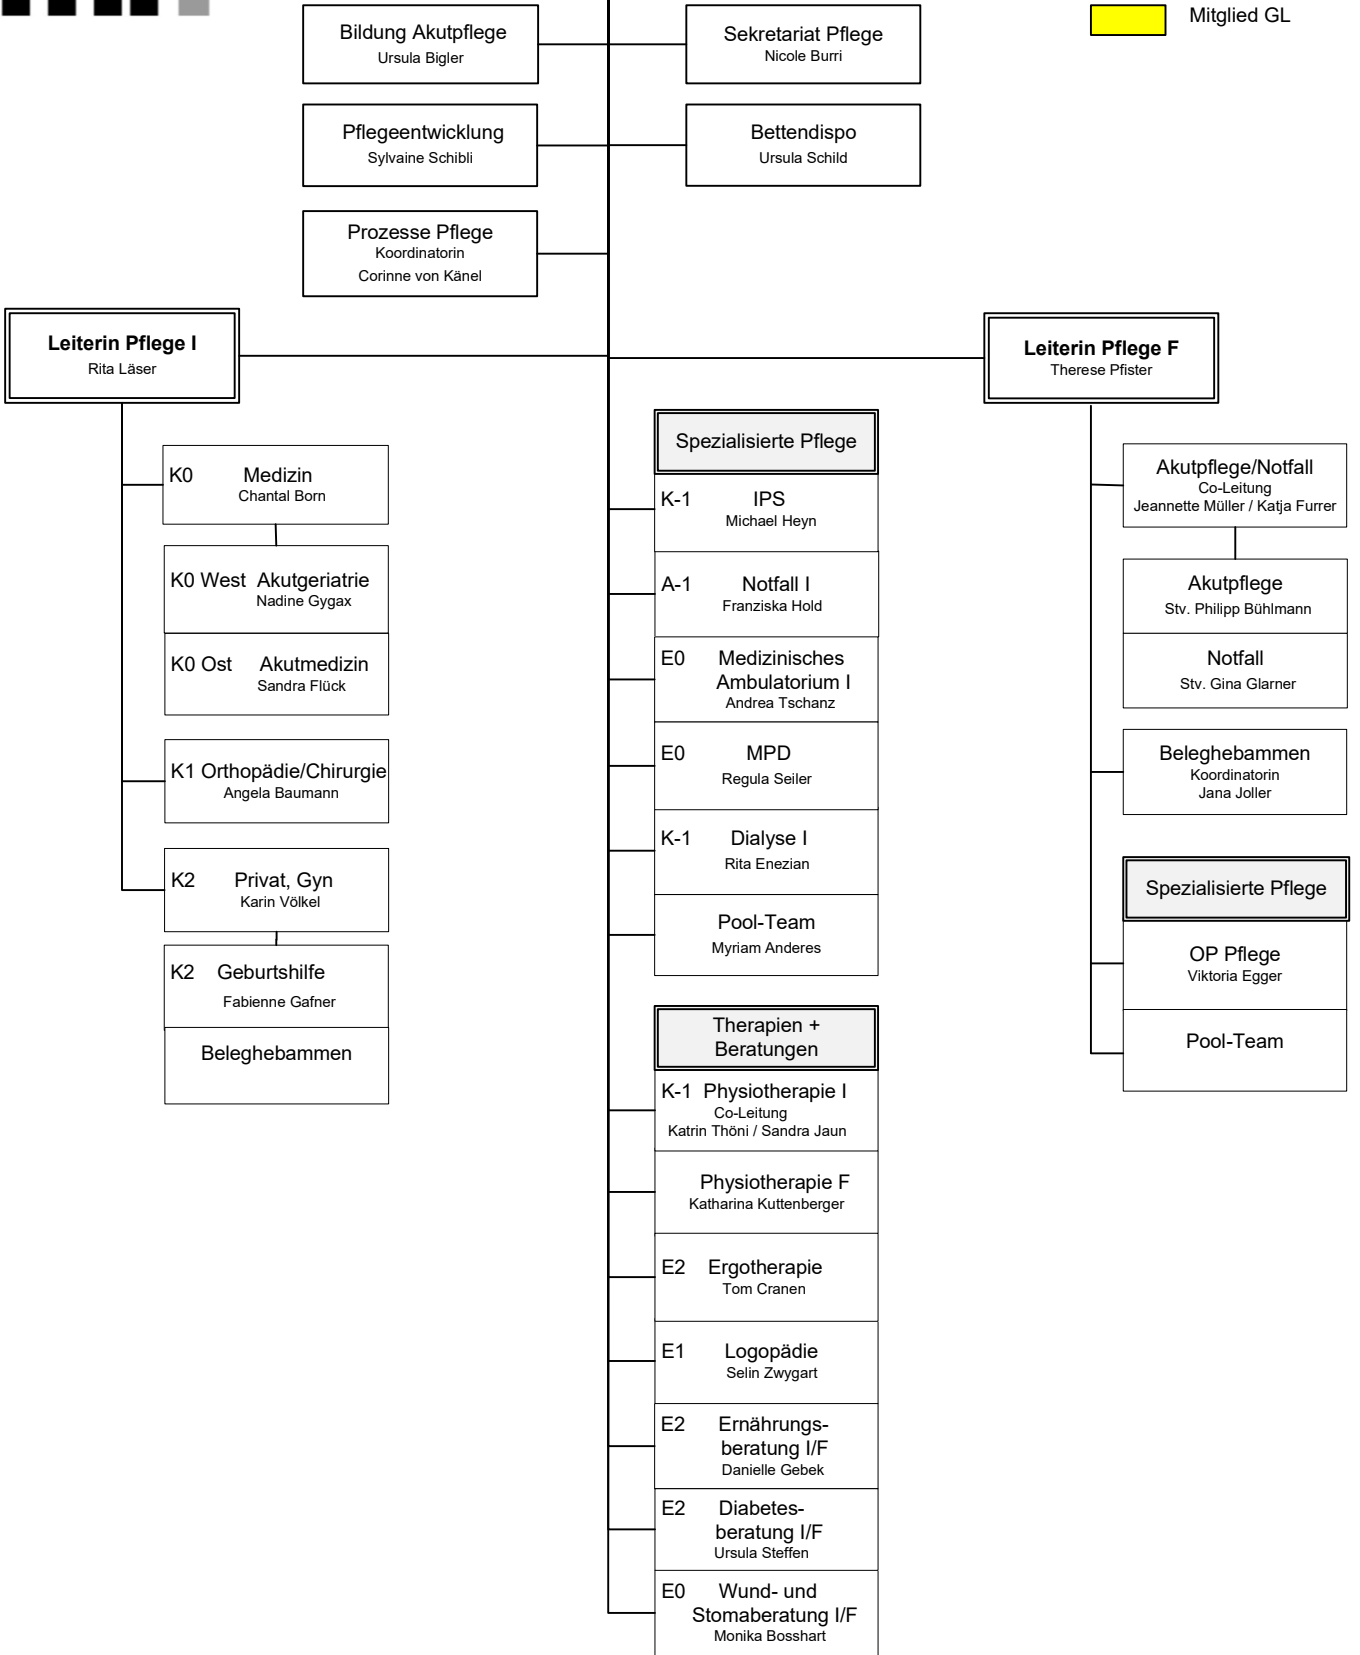 Mitglied GL
Bildung Akutpflege
Ursula Bigler
Sekretariat Pflege
Nicole Burri
Pflegeentwicklung
Sylvaine Schibli
Bettendispo
Ursula Schild
Prozesse Pflege
Koordinatorin
Corinne von Känel
Leiterin Pflege I
Rita Läser
Leiterin Pflege F
Therese Pfister
K0 Medizin
Chantal Born
K0 West Akutgeriatrie
Nadine Gygax
K0 Ost Akutmedizin
Sandra Flück
K1 Orthopädie/Chirurgie
Angela Baumann
K2 Privat, Gyn
Karin Völkel
K2 Geburtshilfe
Fabienne Gafner
Beleghebammen
Spezialisierte Pflege
K-1 IPS
Michael Heyn
A-1 Notfall I
Franziska Hold
E0 Medizinisches
Ambulatorium I
Andrea Tschanz
E0 MPD
Regula Seiler
K-1 Dialyse I
Rita Enezian
Pool-Team
Myriam Anderes
Therapien +
Beratungen
K-1 Physiotherapie I
Co-Leitung
Katrin Thöni / Sandra Jaun
Physiotherapie F
Katharina Kuttenberger
E2 Ergotherapie
Tom Cranen
E1 Logopädie
Selin Zwygart
E2 Ernährungs-
beratung I/F
Danielle Gebek
E2 Diabetes-
beratung I/F
Ursula Steffen
E0 Wund- und
Stomaberatung I/F
Monika Bosshart
Akutpflege/Notfall
Co-Leitung
Jeannette Müller / Katja Furrer
Akutpflege
Stv. Philipp Bühlmann
Notfall
Stv. Gina Glarner
Beleghebammen
Koordinatorin
Jana Joller
Spezialisierte Pflege
OP Pflege
Viktoria Egger
Pool-Team